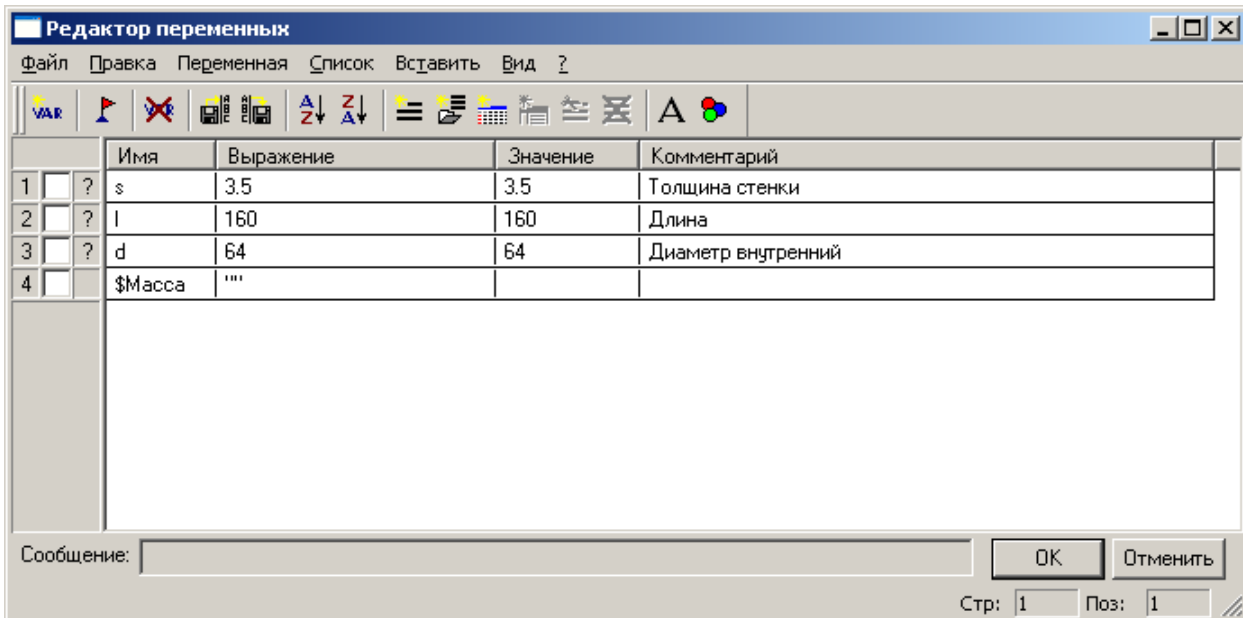 Редактор переменных
Файл Правка Переменная Список Вставить Вид ?
VAR VAR A Z Z A A
Имя Выражение Значение Комментарий
1 ? s 3.5 3.5 Толщина стенки
2 ? l 160 160 Длина
3 ? d 64 64 Диаметр внутренний
4 $Масса ""
Сообщение: OK Отменить
Стр: 1 Поз: 1